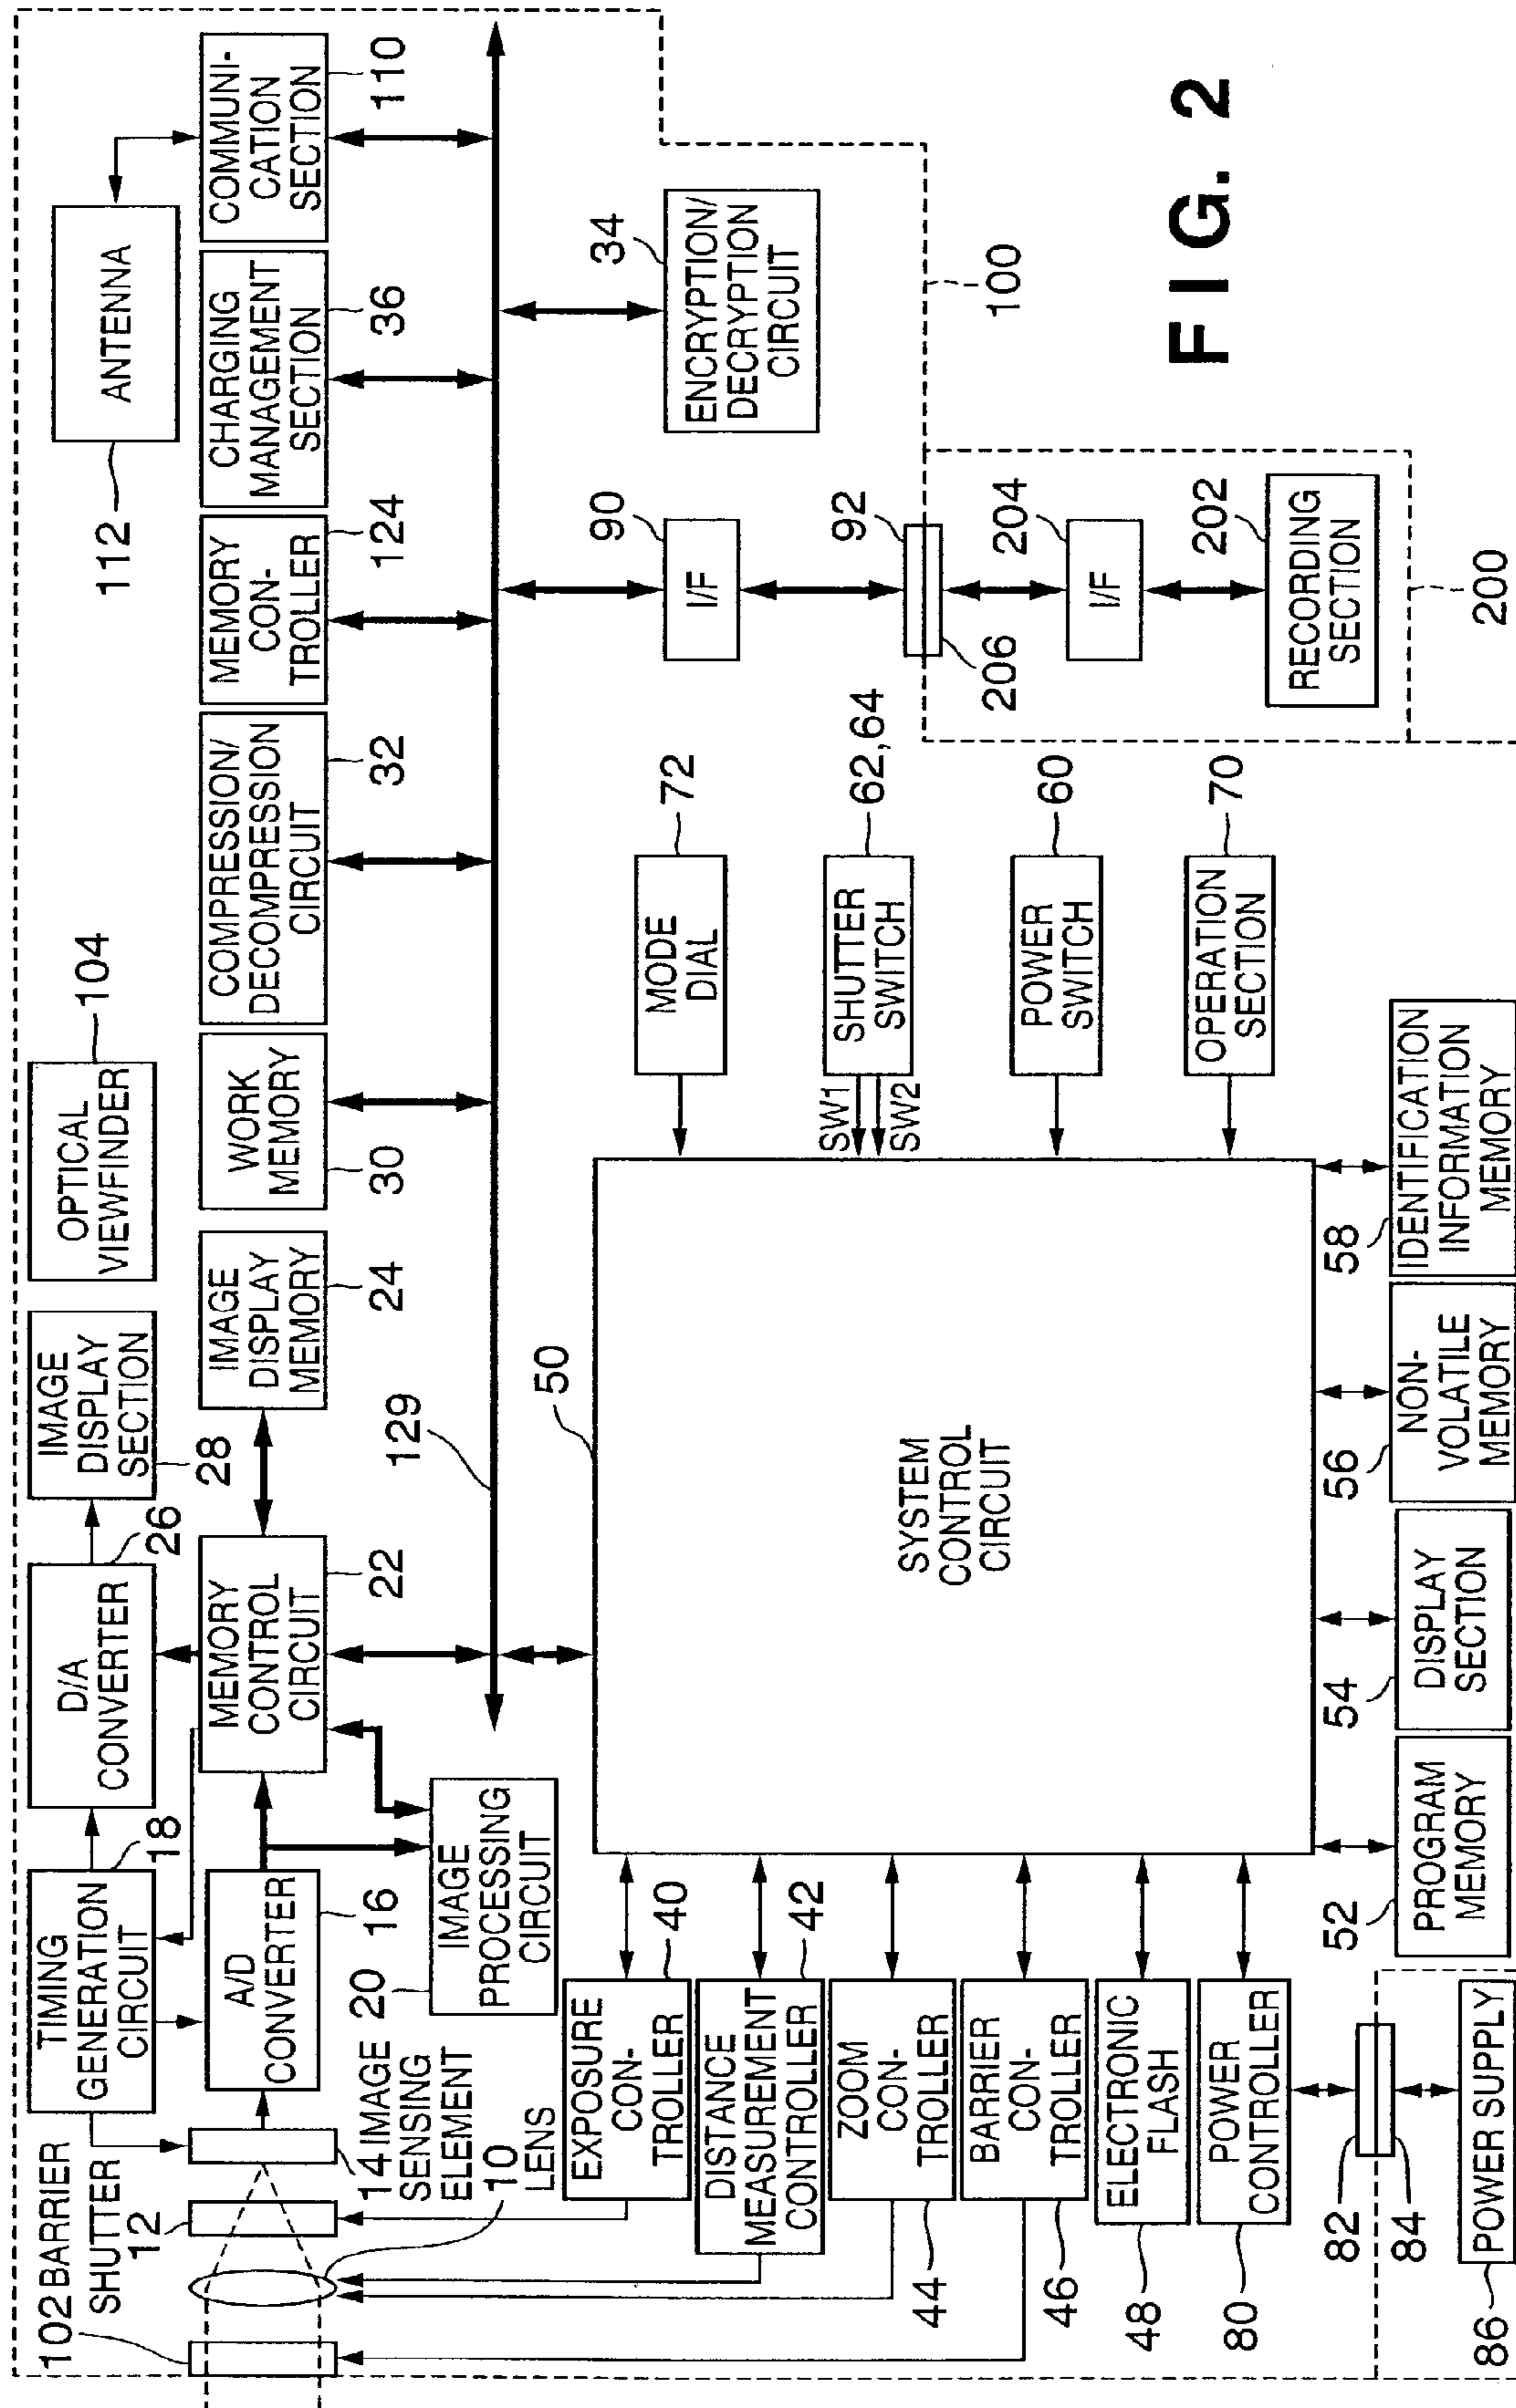 102 BARRIER
SHUTTER
12
14 IMAGE
SENSING
ELEMENT
10
LENS
TIMING
GENERATION
CIRCUIT
18
A/D
CONVERTER
16
IMAGE
PROCESSING
CIRCUIT
20
D/A
CONVERTER
26
MEMORY
CONTROL
CIRCUIT
22
IMAGE
DISPLAY
SECTION
28
IMAGE
DISPLAY
MEMORY
24
OPTICAL
VIEWFINDER
104
WORK
MEMORY
30
COMPRESSION/
DECOMPRESSION
CIRCUIT
32
MEMORY
CON-
TROLLER
124
CHARGING
MANAGEMENT
SECTION
36
ANTENNA
112
COMMUNI-
CATION
SECTION
110
129
50
SYSTEM
CONTROL
CIRCUIT
EXPOSURE
CON-
TROLLER
40
DISTANCE
MEASUREMENT
CONTROLLER
42
ZOOM
CON-
TROLLER
44
BARRIER
CON-
TROLLER
46
ELECTRONIC
FLASH
48
POWER
CONTROLLER
80
82
84
POWER SUPPLY
86
MODE
DIAL
72
SHUTTER
SWITCH
62,64
SW1
SW2
POWER
SWITCH
60
OPERATION
SECTION
70
PROGRAM
MEMORY
52
DISPLAY
SECTION
54
NON-
VOLATILE
MEMORY
56
IDENTIFICATION
INFORMATION
MEMORY
58
I/F
90
92
206
I/F
204
RECORDING
SECTION
202
200
ENCRYPTION/
DECRYPTION
CIRCUIT
34
100
FIG. 2